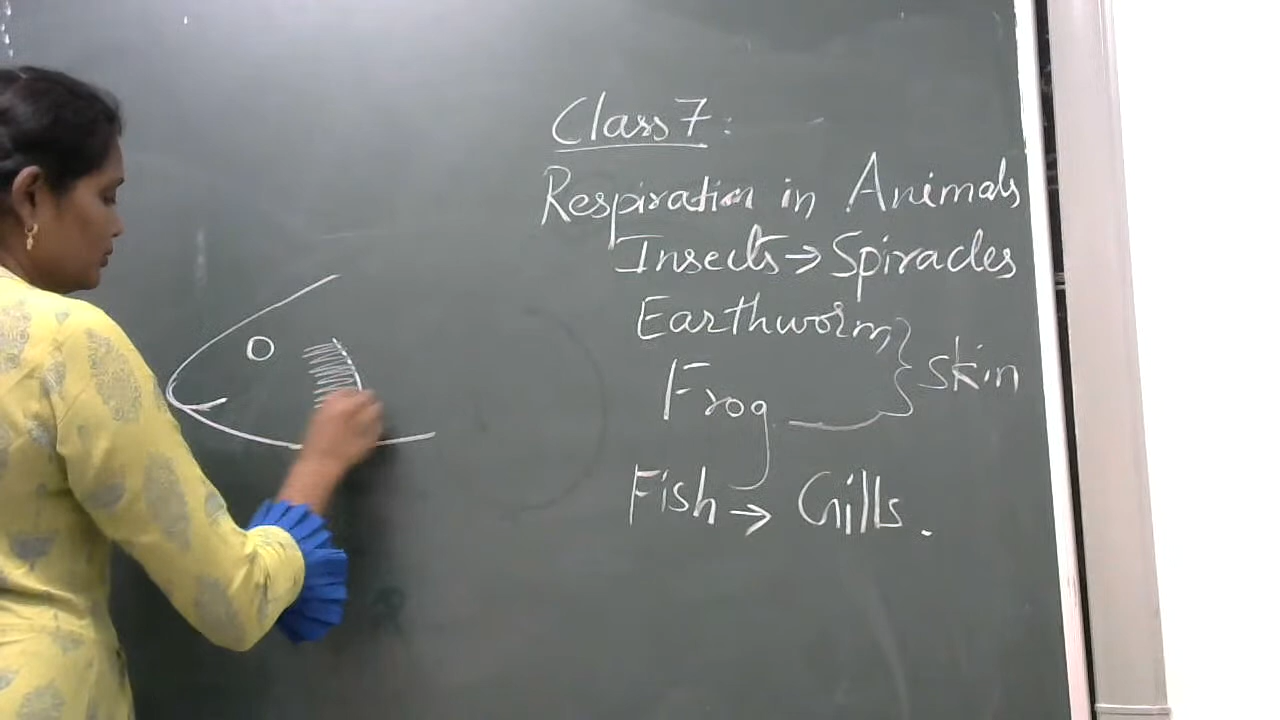 Class 7:
Respiration in Animals
Insects → Spiracles
Earthworm } Skin
Frog
Fish → Gills.